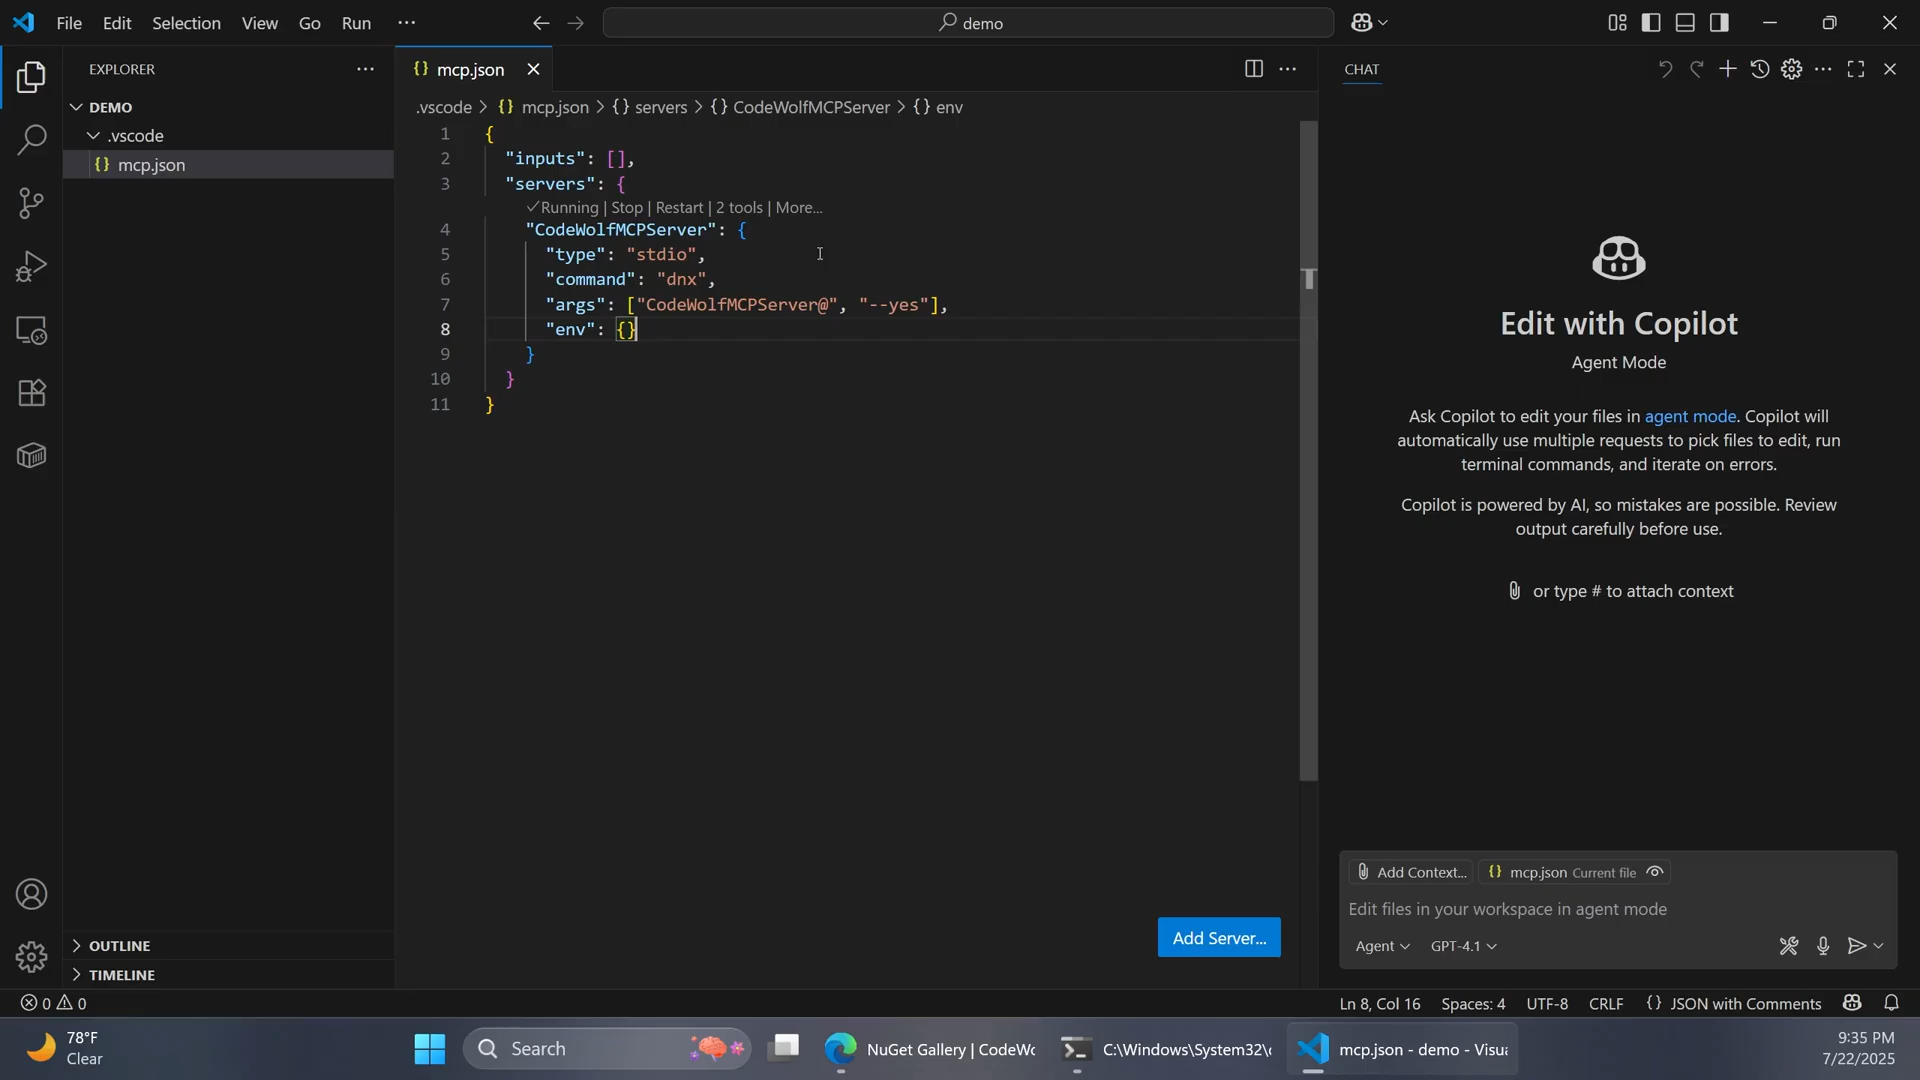 File Edit Selection View Go Run ···
demo
EXPLORER
DEMO
.vscode
{} mcp.json
OUTLINE
TIMELINE
{} mcp.json
.vscode > {} mcp.json > {} servers > {} CodeWolfMCPServer > {} env
1 {
2 "inputs": [],
3 "servers": {
✓Running | Stop | Restart | 2 tools | More...
4 "CodeWolfMCPServer": {
5 "type": "stdio",
6 "command": "dnx",
7 "args": ["CodeWolfMCPServer@", "--yes"],
8 "env": {}
9 }
10 }
11 }
Add Server...
CHAT
Edit with Copilot
Agent Mode
Ask Copilot to edit your files in agent mode. Copilot will
automatically use multiple requests to pick files to edit, run
terminal commands, and iterate on errors.
Copilot is powered by AI, so mistakes are possible. Review
output carefully before use.
or type # to attach context
Add Context... {} mcp.json Current file
Edit files in your workspace in agent mode
Agent GPT-4.1
0 0
Ln 8, Col 16 Spaces: 4 UTF-8 CRLF {} JSON with Comments
78°F
Clear
Search
NuGet Gallery | CodeWo
C:\Windows\System32\c
mcp.json - demo - Visua
9:35 PM
7/22/2025